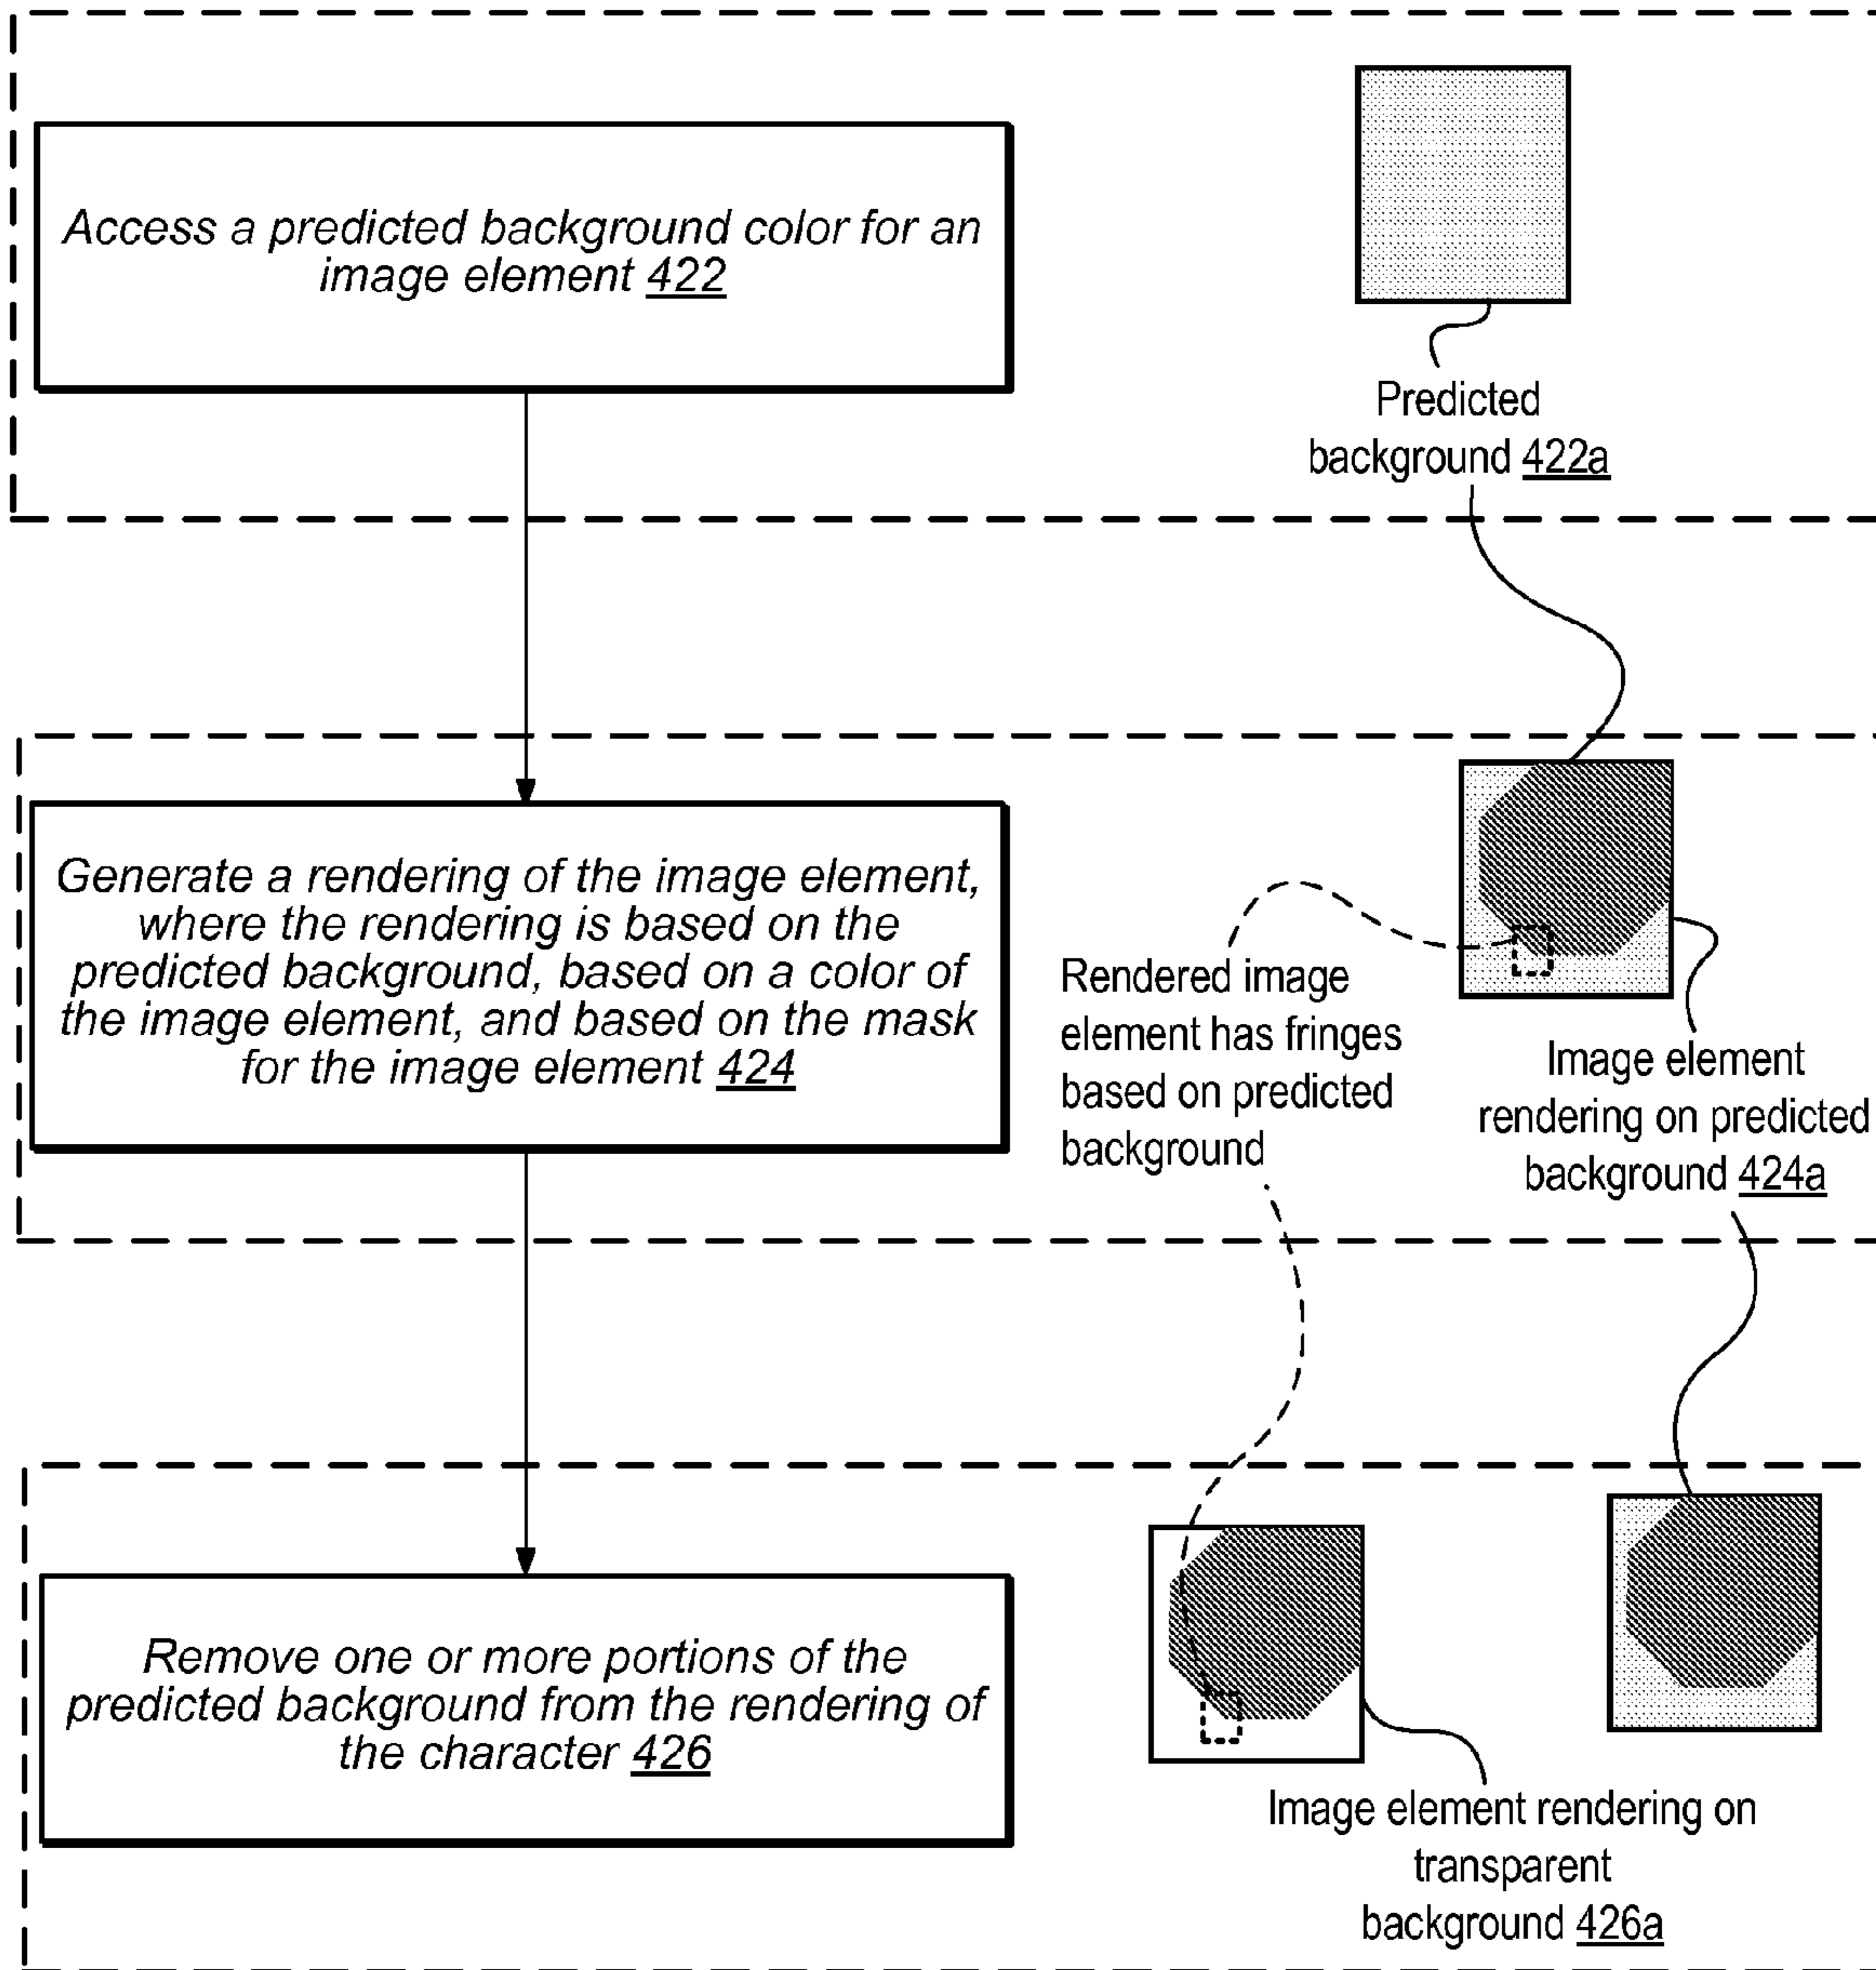 Access a predicted background color for an
image element 422
Predicted
background 422a
Generate a rendering of the image element,
where the rendering is based on the
predicted background, based on a color of
the image element, and based on the mask
for the image element 424
Rendered image
element has fringes
based on predicted
background
Image element
rendering on predicted
background 424a
Remove one or more portions of the
predicted background from the rendering of
the character 426
Image element rendering on
transparent
background 426a